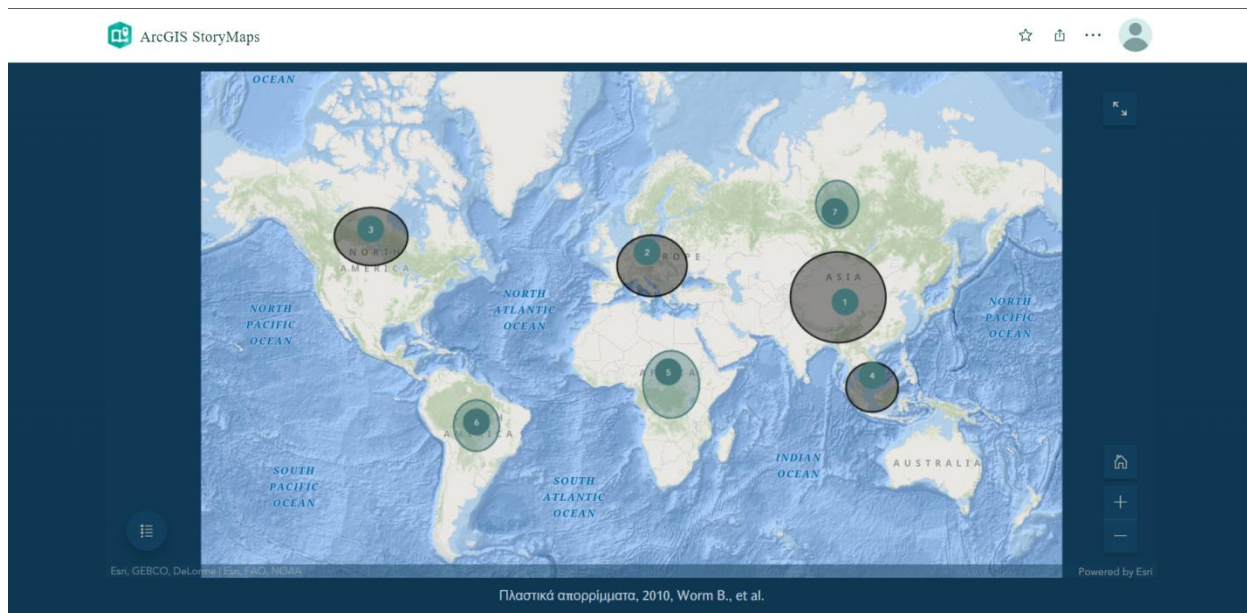 ArcGIS StoryMaps
OCEAN
7
3
NORTH
AMERICA
2
EUROPE
ASIA
1
NORTH
PACIFIC
OCEAN
NORTH
ATLANTIC
OCEAN
NORTH
PACIFIC
OCEAN
5
4
6
AMERICA
INDIAN
OCEAN
AUSTRALIA
SOUTH
PACIFIC
OCEAN
SOUTH
ATLANTIC
OCEAN
Esri, GEBCO, DeLorme | Esri, FAO, NOAA
Powered by Esri
Πλαστικά απορρίμματα, 2010, Worm B., et al.